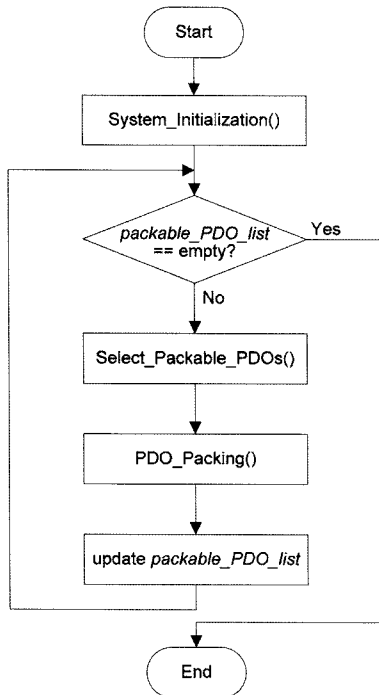 Start
System_Initialization()
packable_PDO_list
== empty?
Yes
No
Select_Packable_PDOs()
PDO_Packing()
update packable_PDO_list
End